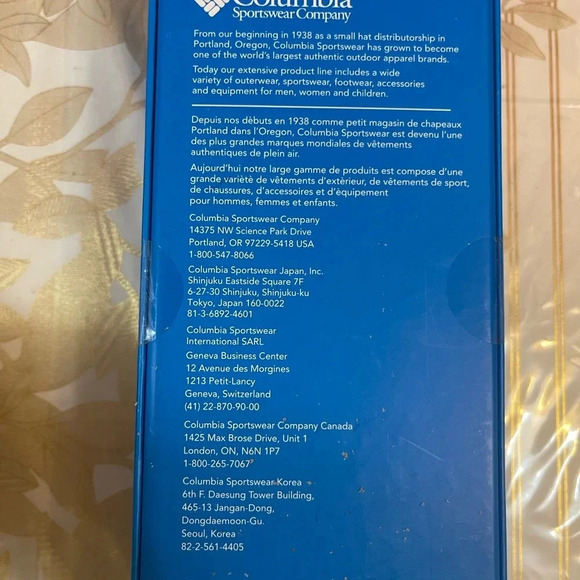 Columbia
Sportswear Company
From our beginning in 1938 as a small hat distributorship in
Portland, Oregon, Columbia Sportswear has grown to become
one of the world's largest authentic outdoor apparel brands.
Today our extensive product line includes a wide
variety of outerwear, sportswear, footwear, accessories
and equipment for men, women and children.
Depuis nos dèbuts en 1938 comme petit magasin de chapeaux
Portland dans l'Oregon, Columbia Sportswear est devenu l'une
des plus grandes marques mondiales de vêtements
authentiques de plein air.
Aujourd'hui notre large gamme de produits est compose d'une
grande variètè de vêtements d'extèrieur, de vêtements de sport,
de chaussures, d'accessoires et d'èquipement
pour hommes, femmes et enfants.
Columbia Sportswear Company
14375 NW Science Park Drive
Portland, OR 97229-5418 USA
1-800-547-8066
Columbia Sportswear Japan, Inc.
Shinjuku Eastside Square 7F
6-27-30 Shinjuku, Shinjuku-ku
Tokyo, Japan 160-0022
81-3-6892-4601
Columbia Sportswear
International SARL
Geneva Business Center
12 Avenue des Morgines
1213 Petit-Lancy
Geneva, Switzerland
(41) 22-870-90-00
Columbia Sportswear Company Canada
1425 Max Brose Drive, Unit 1
London, ON, N6N 1P7
1-800-265-7067
Columbia Sportswear Korea
6th F. Daesung Tower Building,
465-13 Jangan-Dong,
Dongdaemoon-Gu.
Seoul, Korea
82-2-561-4405